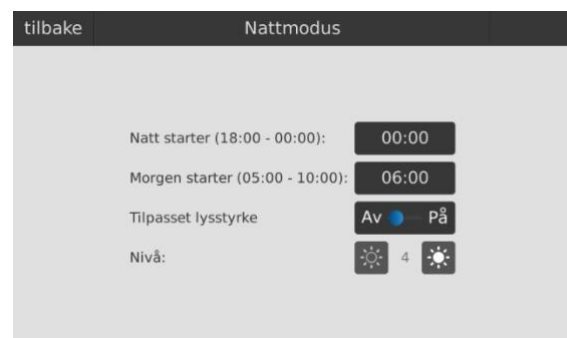 tilbake Nattmodus
Natt starter (18:00 - 00:00): 00:00
Morgen starter (05:00 - 10:00): 06:00
Tilpasset lysstyrke Av På
Nivå: 4